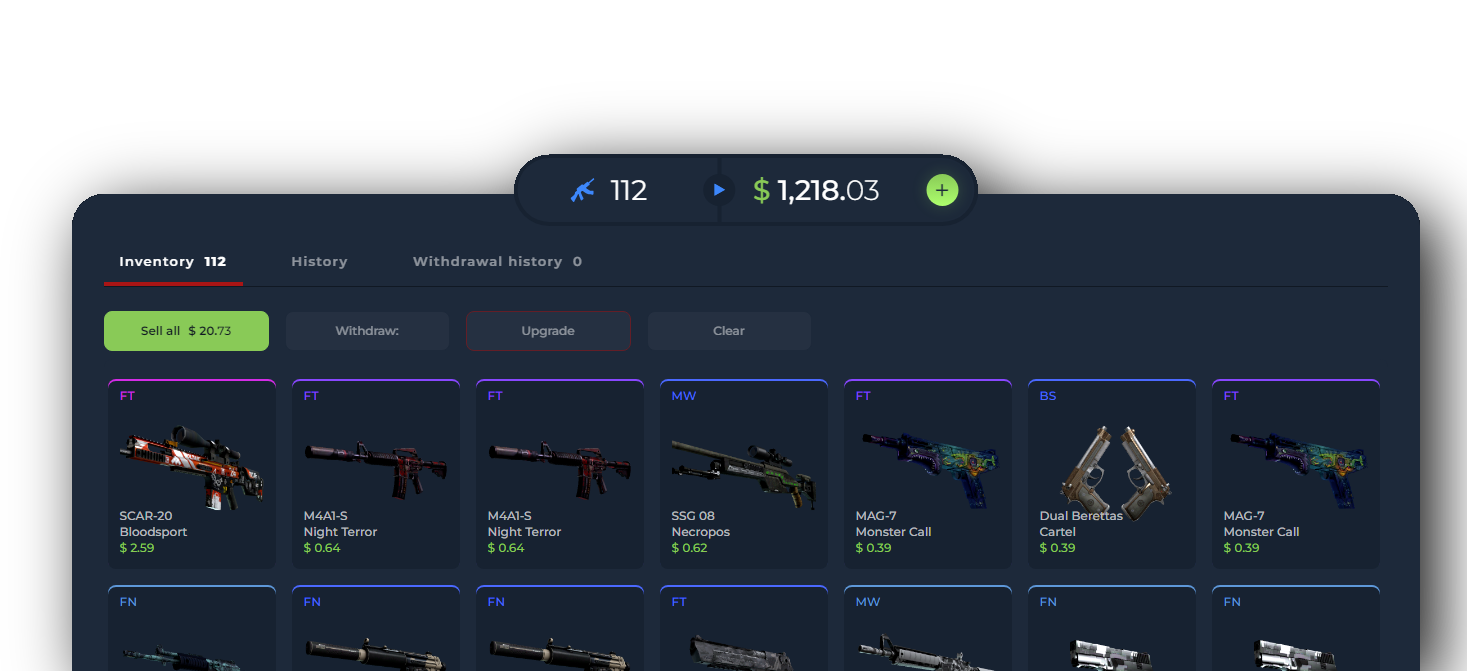 112 $ 1,218.03 +
Inventory 112 History Withdrawal history 0
Sell all $ 20.73 Withdraw: Upgrade Clear
FT FT FT MW FT BS FT
SCAR-20 M4A1-S M4A1-S SSG 08 MAG-7 Dual Berettas MAG-7
Bloodsport Night Terror Night Terror Necropos Monster Call Cartel Monster Call
$ 2.59 $ 0.64 $ 0.64 $ 0.62 $ 0.39 $ 0.39 $ 0.39
FN FN FN FT MW FN FN